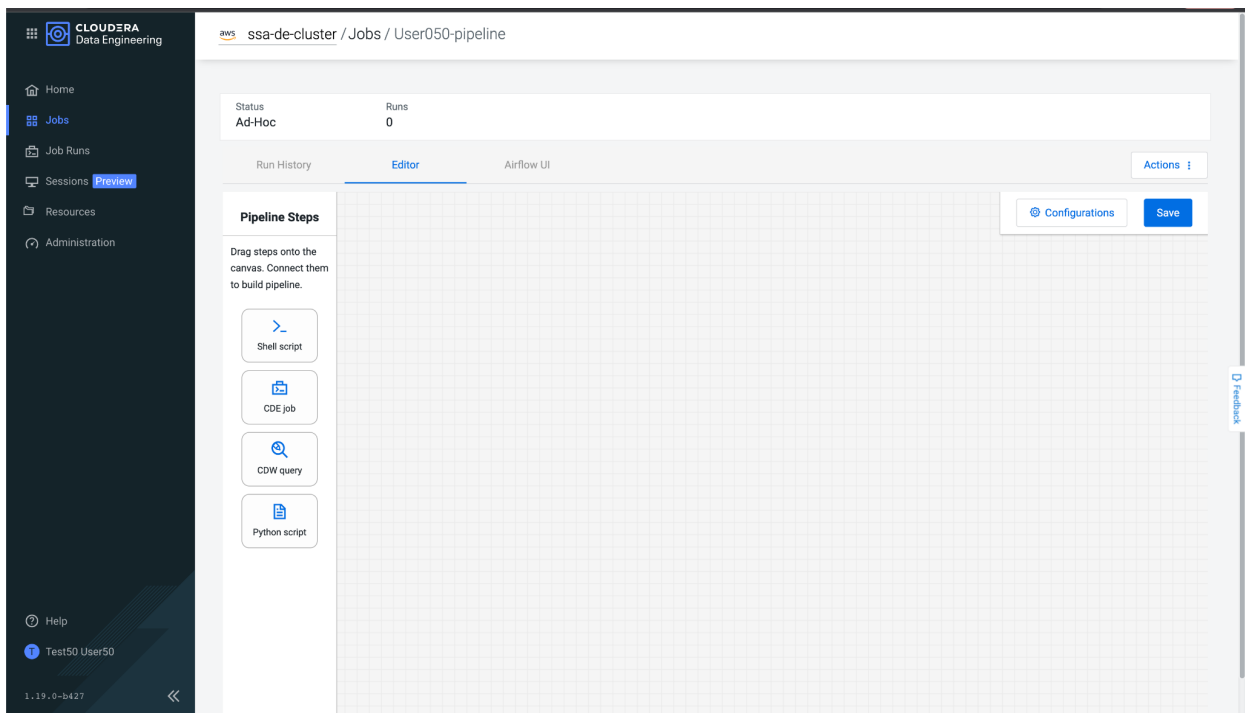 CLOUDERA
Data Engineering
Home
Jobs
Job Runs
Sessions Preview
Resources
Administration
Help
T Test50 User50
1.19.0-b427
aws ssa-de-cluster / Jobs / User050-pipeline
Status Runs
Ad-Hoc 0
Run History Editor Airflow UI Actions
Pipeline Steps
Configurations Save
Drag steps onto the
canvas. Connect them
to build pipeline.
Shell script
CDE job
CDW query
Python script
Feedback